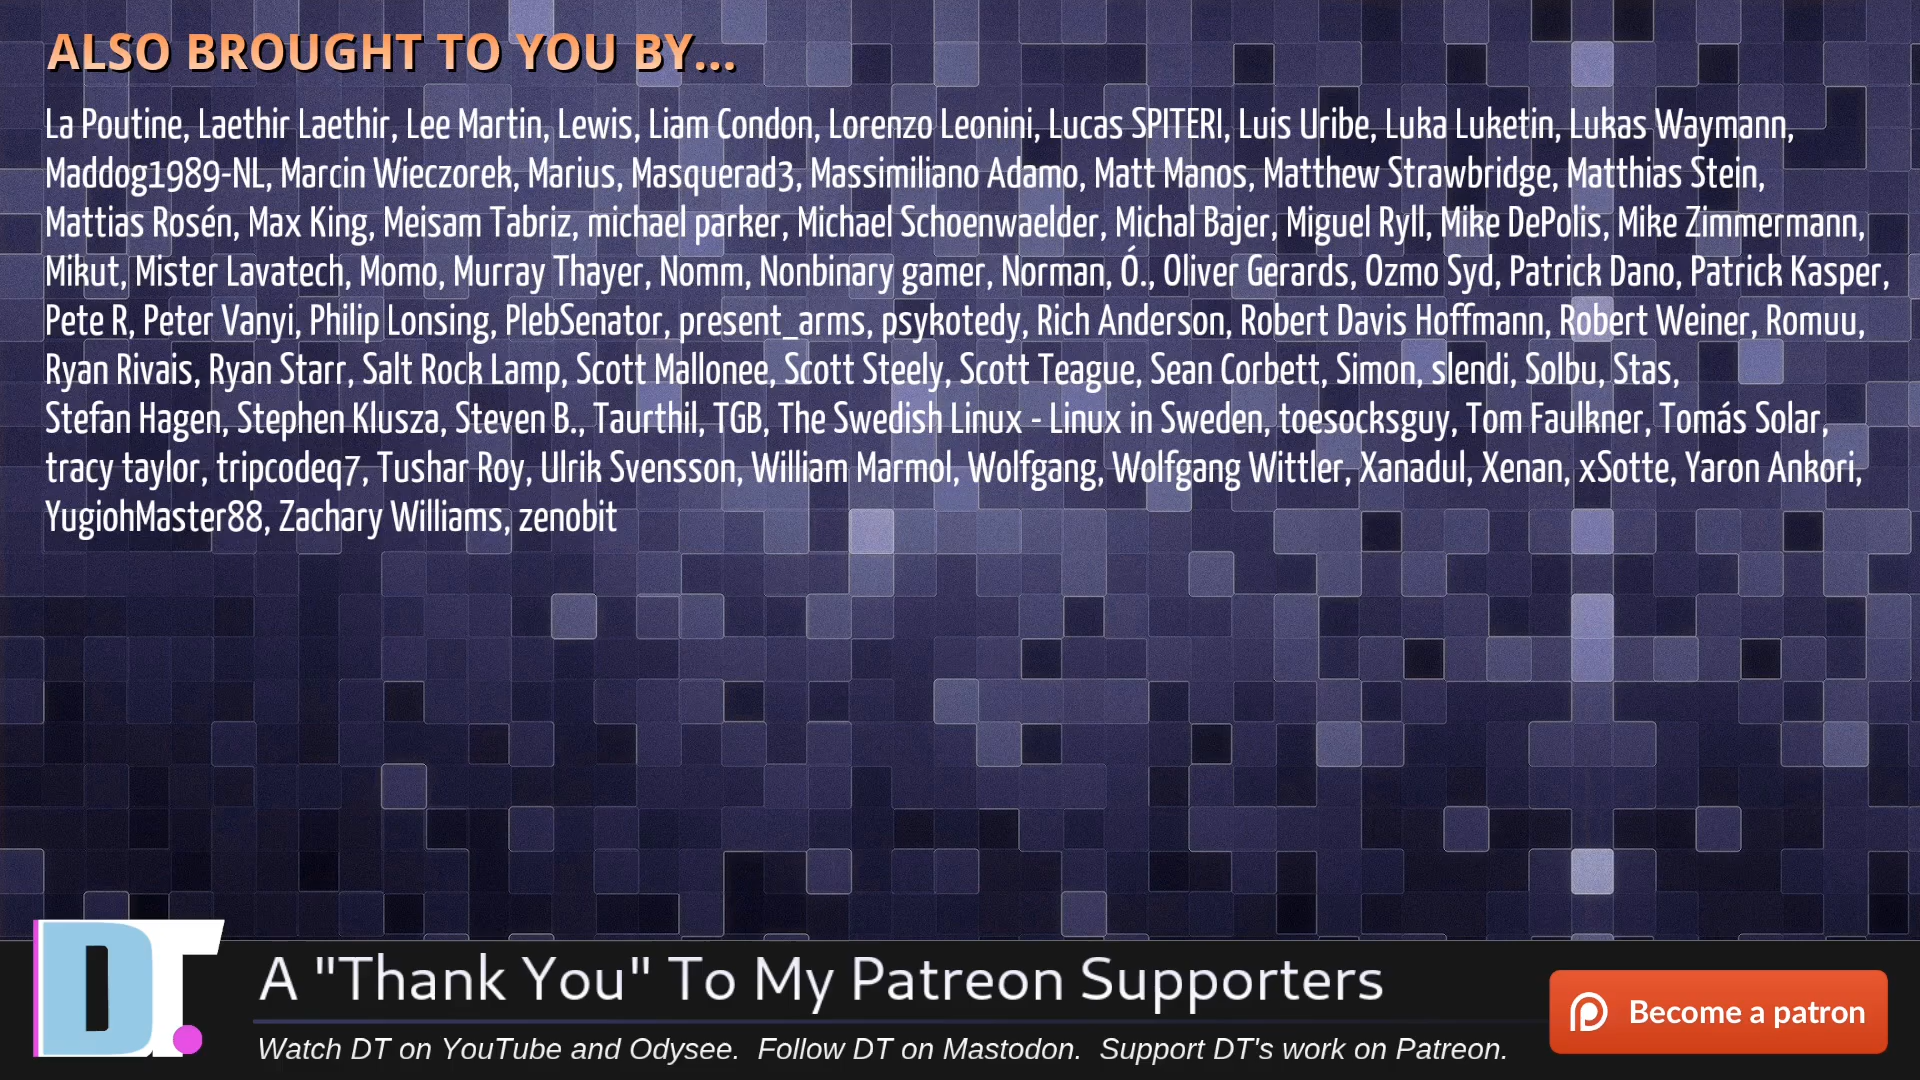 ALSO BROUGHT TO YOU BY...
La Poutine, Laethir Laethir, Lee Martin, Lewis, Liam Condon, Lorenzo Leonini, Lucas SPITERI, Luis Uribe, Luka Luketin, Lukas Waymann,
Maddog1989-NL, Marcin Wieczorek, Marius, Masquerad3, Massimiliano Adamo, Matt Manos, Matthew Strawbridge, Matthias Stein,
Mattias Rosén, Max King, Meisam Tabriz, michael parker, Michael Schoenwaelder, Michal Bajer, Miguel Ryll, Mike DePolis, Mike Zimmermann,
Mikut, Mister Lavatech, Momo, Murray Thayer, Nomm, Nonbinary gamer, Norman, Ó., Oliver Gerards, Ozmo Syd, Patrick Dano, Patrick Kasper,
Pete R, Peter Vanyi, Philip Lonsing, PlebSenator, present_arms, psykotedy, Rich Anderson, Robert Davis Hoffmann, Robert Weiner, Romuu,
Ryan Rivais, Ryan Starr, Salt Rock Lamp, Scott Mallonee, Scott Steely, Scott Teague, Sean Corbett, Simon, slendi, Solbu, Stas,
Stefan Hagen, Stephen Klusza, Steven B., Taurthil, TGB, The Swedish Linux - Linux in Sweden, toesocksguy, Tom Faulkner, Tomás Solar,
tracy taylor, tripcodeq7, Tushar Roy, Ulrik Svensson, William Marmol, Wolfgang, Wolfgang Wittler, Xanadul, Xenan, xSotte, Yaron Ankori,
YugiohMaster88, Zachary Williams, zenobit
DT.
A "Thank You" To My Patreon Supporters
Watch DT on YouTube and Odysee. Follow DT on Mastodon. Support DT's work on Patreon.
Become a patron